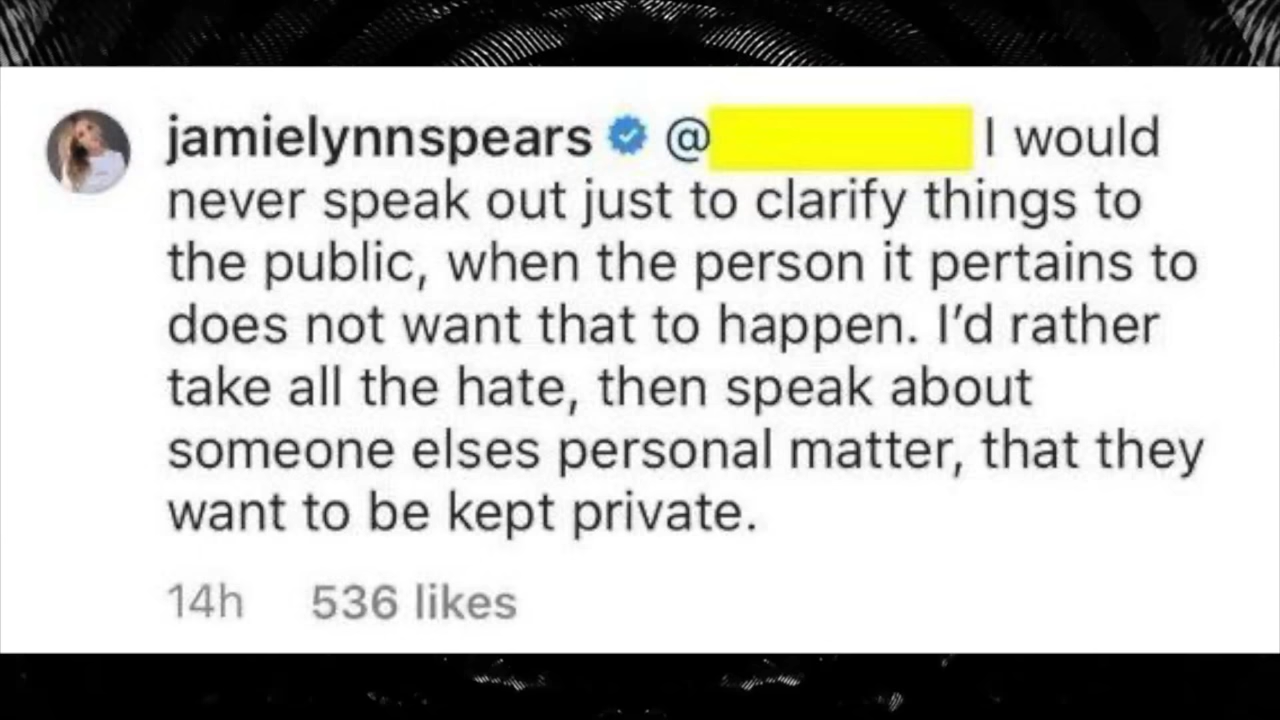 jamielynnspears @ I would
never speak out just to clarify things to
the public, when the person it pertains to
does not want that to happen. I'd rather
take all the hate, then speak about
someone elses personal matter, that they
want to be kept private.
14h 536 likes